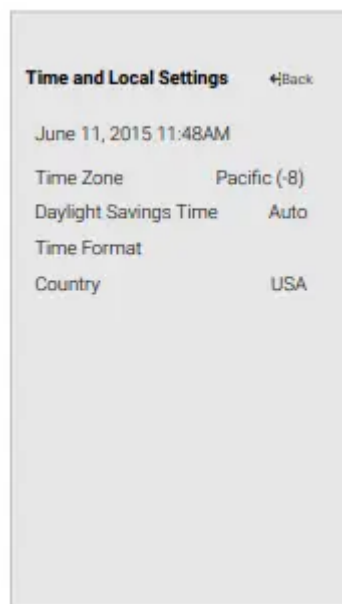 Time and Local Settings Back
June 11, 2015 11:48AM
Time Zone Pacific (-8)
Daylight Savings Time Auto
Time Format
Country USA